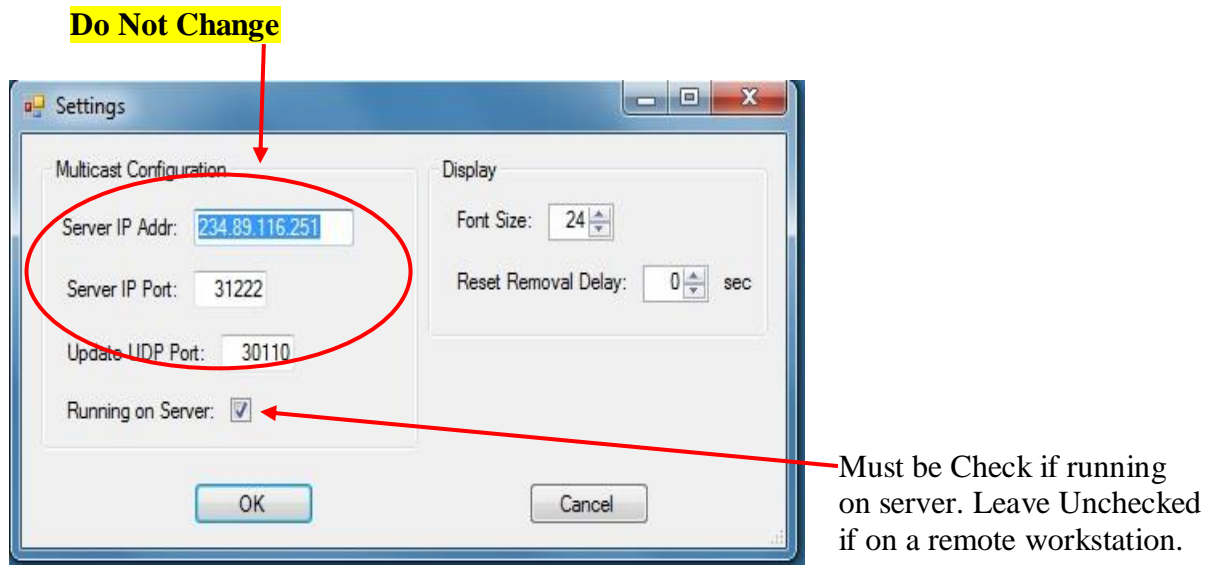 Do Not Change
Settings
Multicast Configuration
Server IP Addr: 234.89.116.251
Server IP Port: 31222
Update UDP Port: 30110
Running on Server:
Display
Font Size: 24
Reset Removal Delay: 0 sec
OK
Cancel
Must be Check if running
on server. Leave Unchecked
if on a remote workstation.